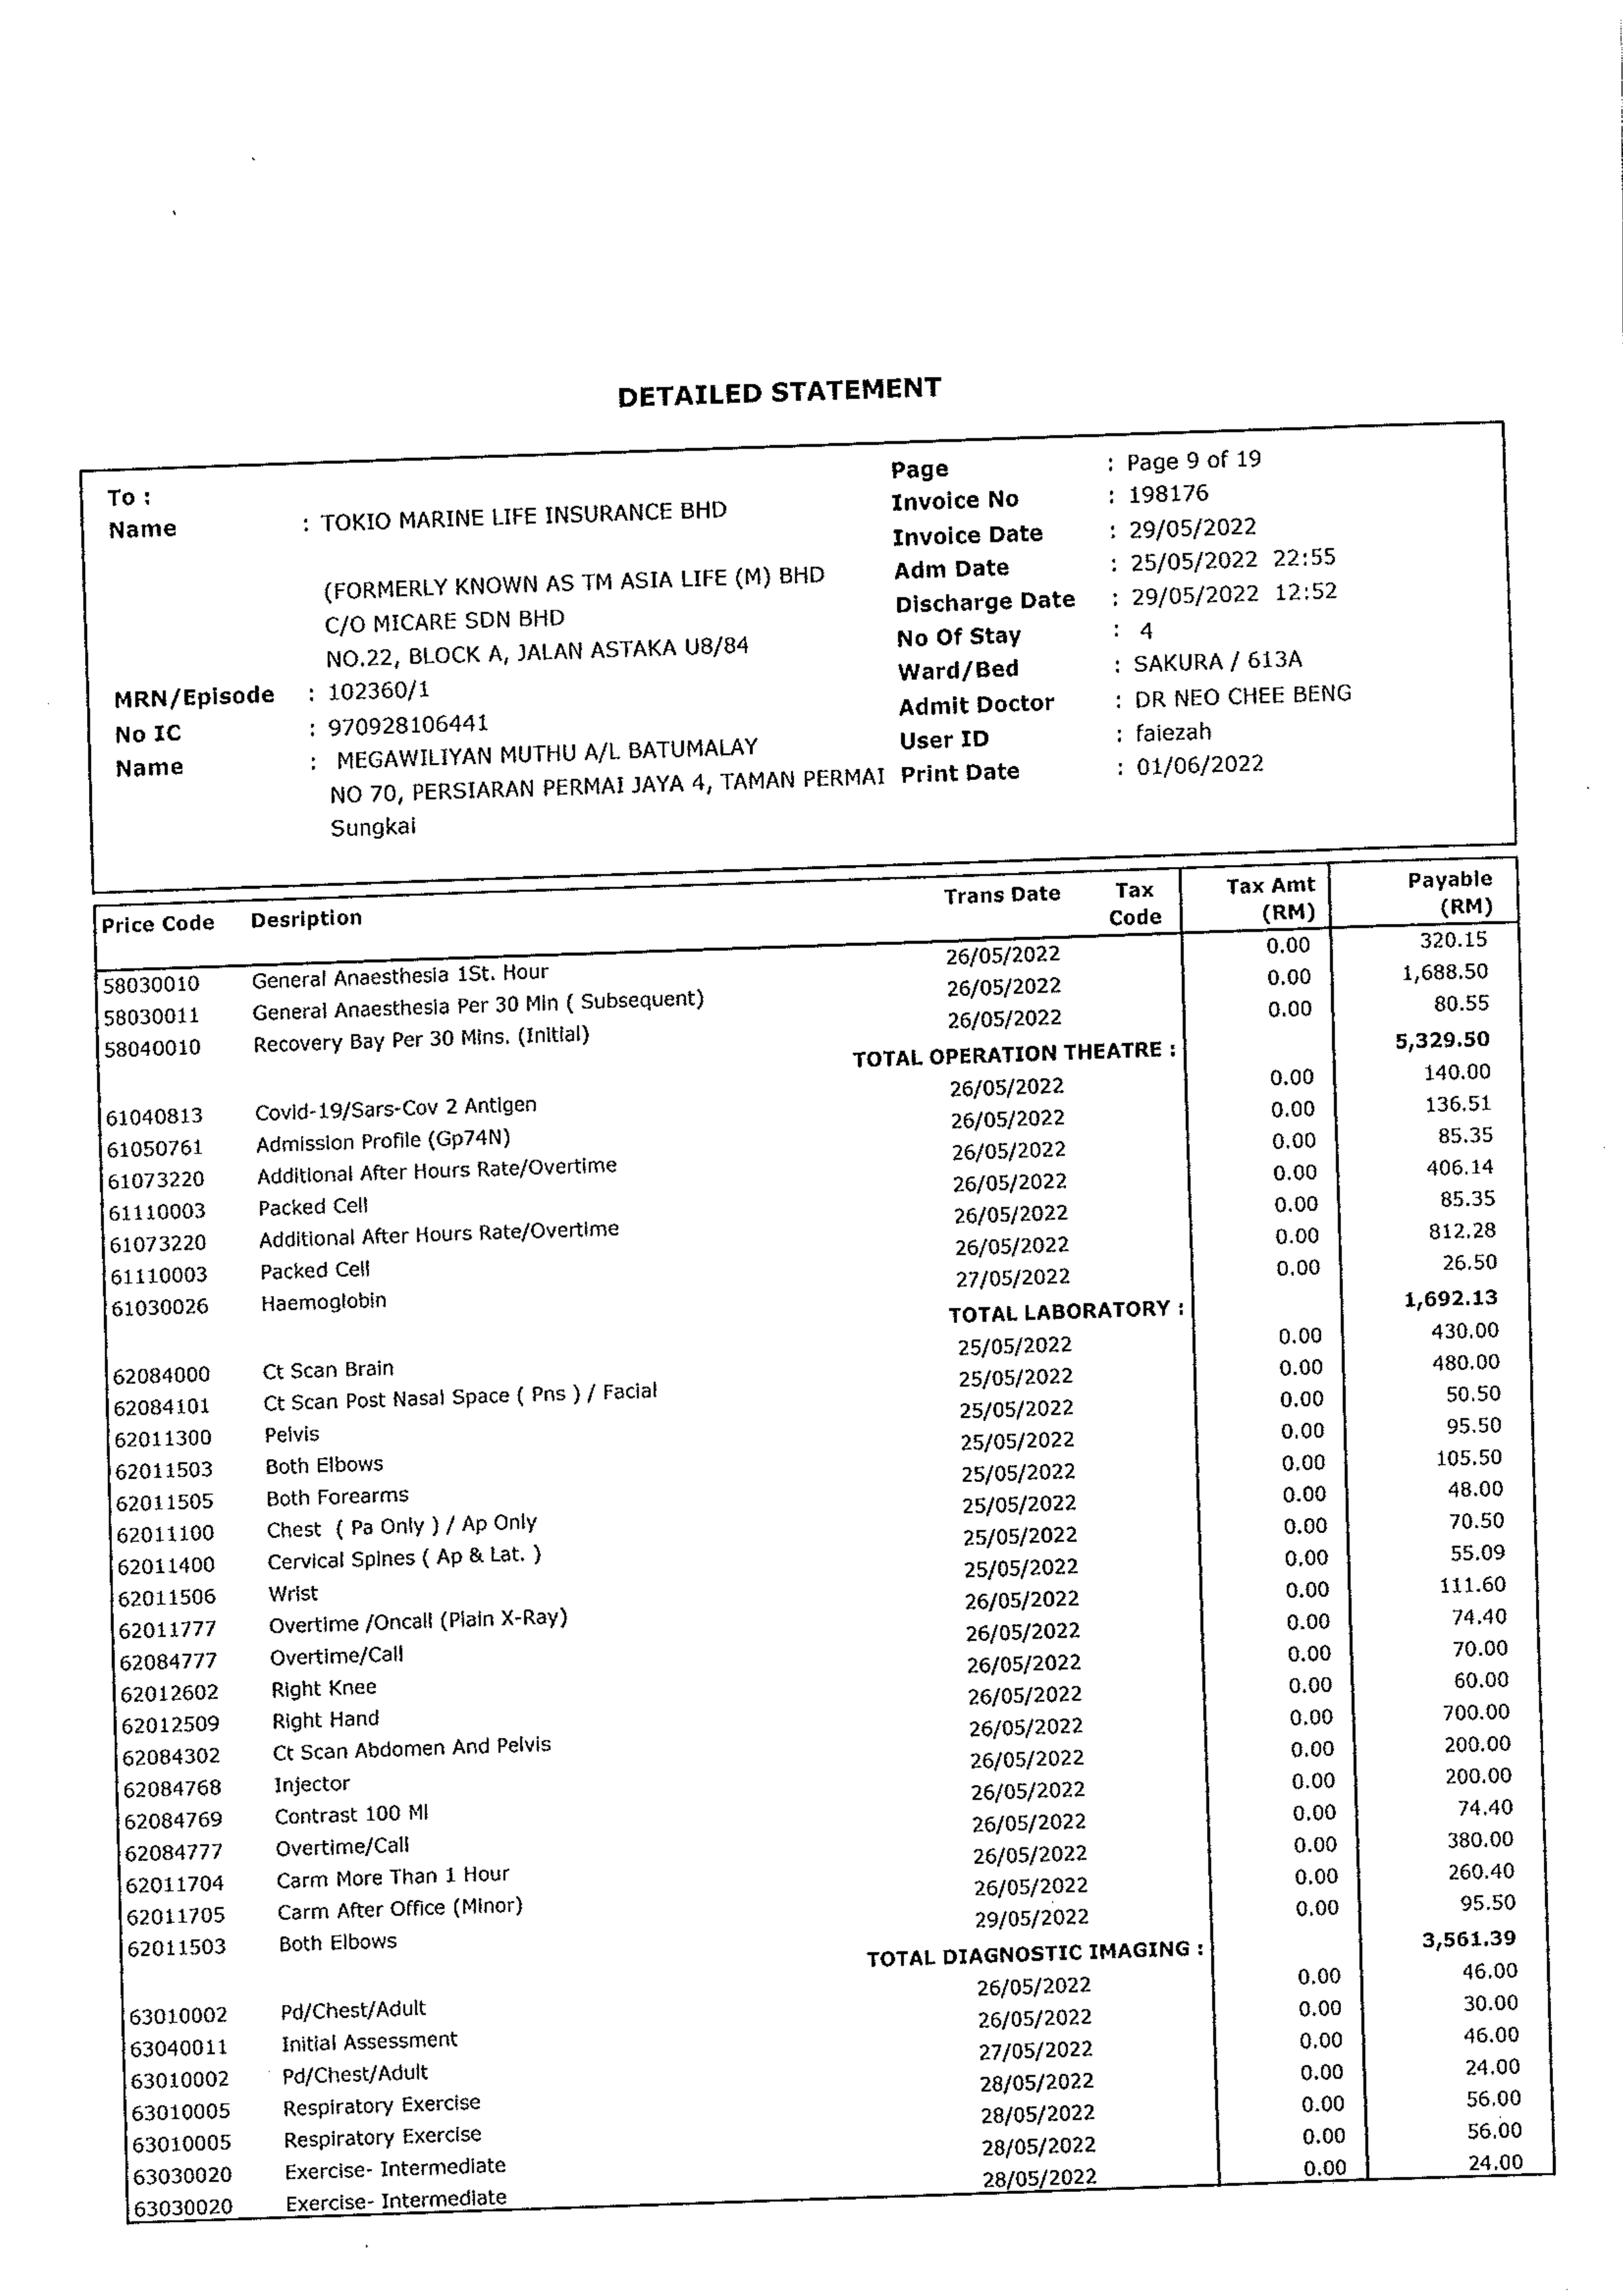 DETAILED STATEMENT
To :
Name : TOKIO MARINE LIFE INSURANCE BHD
(FORMERLY KNOWN AS TM ASIA LIFE (M) BHD
C/O MICARE SDN BHD
NO.22, BLOCK A, JALAN ASTAKA U8/84
MRN/Episode : 102360/1
No IC : 970928106441
Name : MEGAWILIYAN MUTHU A/L BATUMALAY
NO 70, PERSIARAN PERMAI JAYA 4, TAMAN PERMAI
Sungkai
Page : Page 9 of 19
Invoice No : 198176
Invoice Date : 29/05/2022
Adm Date : 25/05/2022 22:55
Discharge Date : 29/05/2022 12:52
No Of Stay : 4
Ward/Bed : SAKURA / 613A
Admit Doctor : DR NEO CHEE BENG
User ID : faiezah
Print Date : 01/06/2022
Price Code Desription Trans Date Tax Code Tax Amt (RM) Payable (RM)
58030010 General Anaesthesia 1St. Hour 26/05/2022 0.00 320.15
58030011 General Anaesthesia Per 30 Min ( Subsequent) 26/05/2022 0.00 1,688.50
58040010 Recovery Bay Per 30 Mins. (Initial) 26/05/2022 0.00 80.55
TOTAL OPERATION THEATRE : 5,329.50
61040813 Covid-19/Sars-Cov 2 Antigen 26/05/2022 0.00 140.00
61050761 Admission Profile (Gp74N) 26/05/2022 0.00 136.51
61073220 Additional After Hours Rate/Overtime 26/05/2022 0.00 85.35
61110003 Packed Cell 26/05/2022 0.00 406.14
61073220 Additional After Hours Rate/Overtime 26/05/2022 0.00 85.35
61110003 Packed Cell 26/05/2022 0.00 812.28
61030026 Haemoglobin 27/05/2022 0.00 26.50
TOTAL LABORATORY : 1,692.13
62084000 Ct Scan Brain 25/05/2022 0.00 430.00
62084101 Ct Scan Post Nasal Space ( Pns ) / Facial 25/05/2022 0.00 480.00
62011300 Pelvis 25/05/2022 0.00 50.50
62011503 Both Elbows 25/05/2022 0.00 95.50
62011505 Both Forearms 25/05/2022 0.00 105.50
62011100 Chest ( Pa Only ) / Ap Only 25/05/2022 0.00 48.00
62011400 Cervical Spines ( Ap & Lat. ) 25/05/2022 0.00 70.50
62011506 Wrist 25/05/2022 0.00 55.09
62011777 Overtime /Oncall (Plain X-Ray) 26/05/2022 0.00 111.60
62084777 Overtime/Call 26/05/2022 0.00 74.40
62012602 Right Knee 26/05/2022 0.00 70.00
62012509 Right Hand 26/05/2022 0.00 60.00
62084302 Ct Scan Abdomen And Pelvis 26/05/2022 0.00 700.00
62084768 Injector 26/05/2022 0.00 200.00
62084769 Contrast 100 Ml 26/05/2022 0.00 200.00
62084777 Overtime/Call 26/05/2022 0.00 74.40
62011704 Carm More Than 1 Hour 26/05/2022 0.00 380.00
62011705 Carm After Office (Minor) 26/05/2022 0.00 260.40
62011503 Both Elbows 29/05/2022 0.00 95.50
TOTAL DIAGNOSTIC IMAGING : 3,561.39
63010002 Pd/Chest/Adult 26/05/2022 0.00 46.00
63040011 Initial Assessment 26/05/2022 0.00 30.00
63010002 Pd/Chest/Adult 27/05/2022 0.00 46.00
63010005 Respiratory Exercise 28/05/2022 0.00 24.00
63010005 Respiratory Exercise 28/05/2022 0.00 56.00
63030020 Exercise- Intermediate 28/05/2022 0.00 56.00
63030020 Exercise- Intermediate 28/05/2022 0.00 24.00